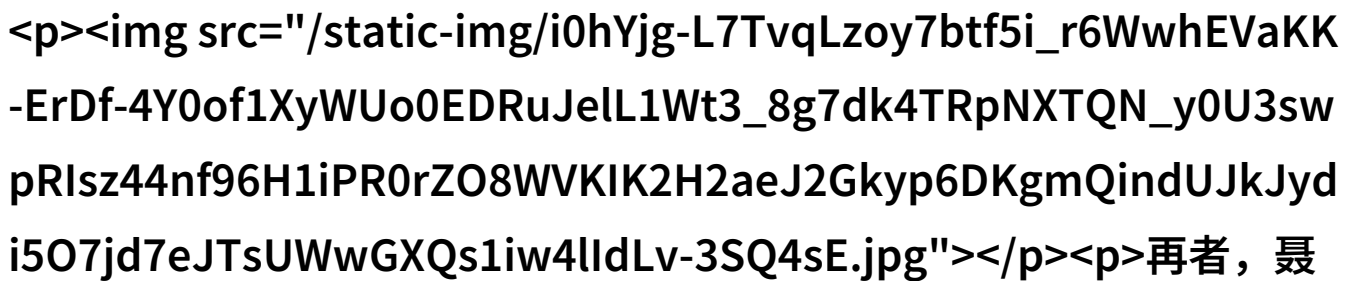 <p><img src="/static-img/i0hYjg-L7TvqLzoy7btf5i_r6WwhEVaKK
-ErDf-4Y0of1XyWUo0EDRuJelL1Wt3_8g7dk4TRpNXTQN_y0U3sw
pRIsz44nf96H1iPR0rZO8WVKIK2H2aeJ2Gkyp6DKgmQindUJkJyd
i5O7jd7eJTsUWwGXQs1iw4lIdLv-3SQ4sE.jpg"></p><p>再者，聂